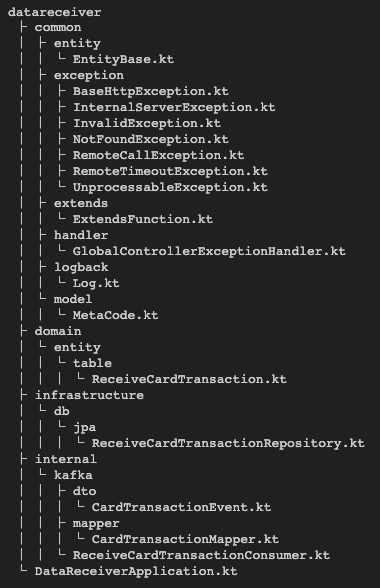 datareceiver
├ common
│ ├ entity
│ │ └ EntityBase.kt
│ ├ exception
│ │ ├ BaseHttpException.kt
│ │ ├ InternalServerException.kt
│ │ ├ InvalidException.kt
│ │ ├ NotFoundException.kt
│ │ ├ RemoteCallException.kt
│ │ ├ RemoteTimeoutException.kt
│ │ └ UnprocessableException.kt
│ ├ extends
│ │ └ ExtendsFunction.kt
│ ├ handler
│ │ └ GlobalControllerExceptionHandler.kt
│ ├ logback
│ │ └ Log.kt
│ └ model
│ │ └ MetaCode.kt
├ domain
│ └ entity
│ │ └ table
│ │ │ └ ReceiveCardTransaction.kt
├ infrastructure
│ └ db
│ │ └ jpa
│ │ │ └ ReceiveCardTransactionRepository.kt
├ internal
│ └ kafka
│ │ ├ dto
│ │ │ └ CardTransactionEvent.kt
│ │ ├ mapper
│ │ │ └ CardTransactionMapper.kt
│ │ └ ReceiveCardTransactionConsumer.kt
└ DataReceiverApplication.kt